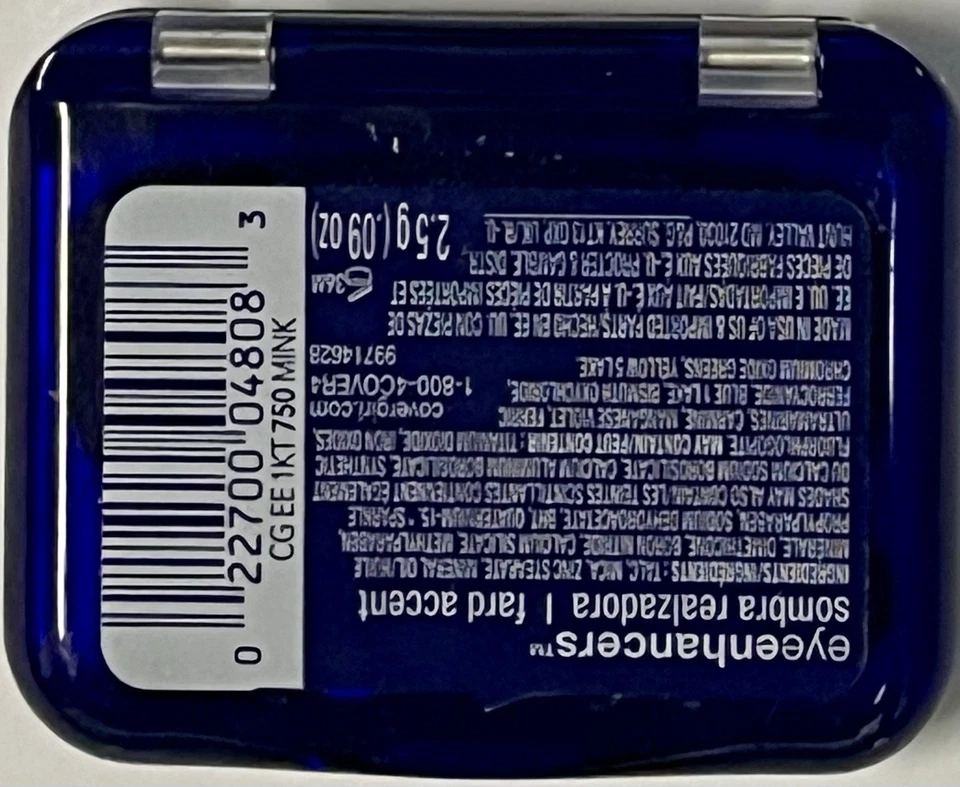 eyeenhancers™
sombra realzadora | fard accent
INGREDIENTS/INGRÉDIENTS : TALC, MICA, ZINC STEARATE, MINERAL OIL/HUILE
MINÉRALE, DIMETHICONE, BORON NITRIDE, CALCIUM SILICATE, METHYLPARABEN,
PROPYLPARABEN, SODIUM DEHYDROACETATE, BHT, QUATERNIUM-15. * SPARKLE
SHADES MAY ALSO CONTAIN/LES TEINTES SCINTILLANTES CONTIENNENT ÉGALEMENT
DU CALCIUM SODIUM BOROSILICATE, CALCIUM ALUMINUM BOROSILICATE, SYNTHETIC
FLUORPHLOGOPITE. MAY CONTAIN/PEUT CONTENIR : TITANIUM DIOXIDE, IRON OXIDES,
ULTRAMARINES, CARMINE, MANGANESE VIOLET, FERRIC
FERROCYANIDE, BLUE 1 LAKE, BISMUTH OXYCHLORIDE,
CHROMIUM OXIDE GREENS, YELLOW 5 LAKE
covergirl.com
1-800-4COVER4
99714628
MADE IN USA OF US & IMPORTED PARTS/HECHO EN EE. UU. CON PIEZAS DE
EE. UU. E IMPORTADAS/FAIT AUX É.-U. À PARTIR DE PIÈCES IMPORTÉES ET
DE PIÈCES FABRIQUÉES AUX É.-U. PROCTER & GAMBLE, DISTR.
HUNT VALLEY, MD 21030, P&G, SURREY, KT13 0XP, UK/R.-U.
36M
2.5 g (.09 oz)
0 22700 04808 3
CG EE 1KT 750 MINK